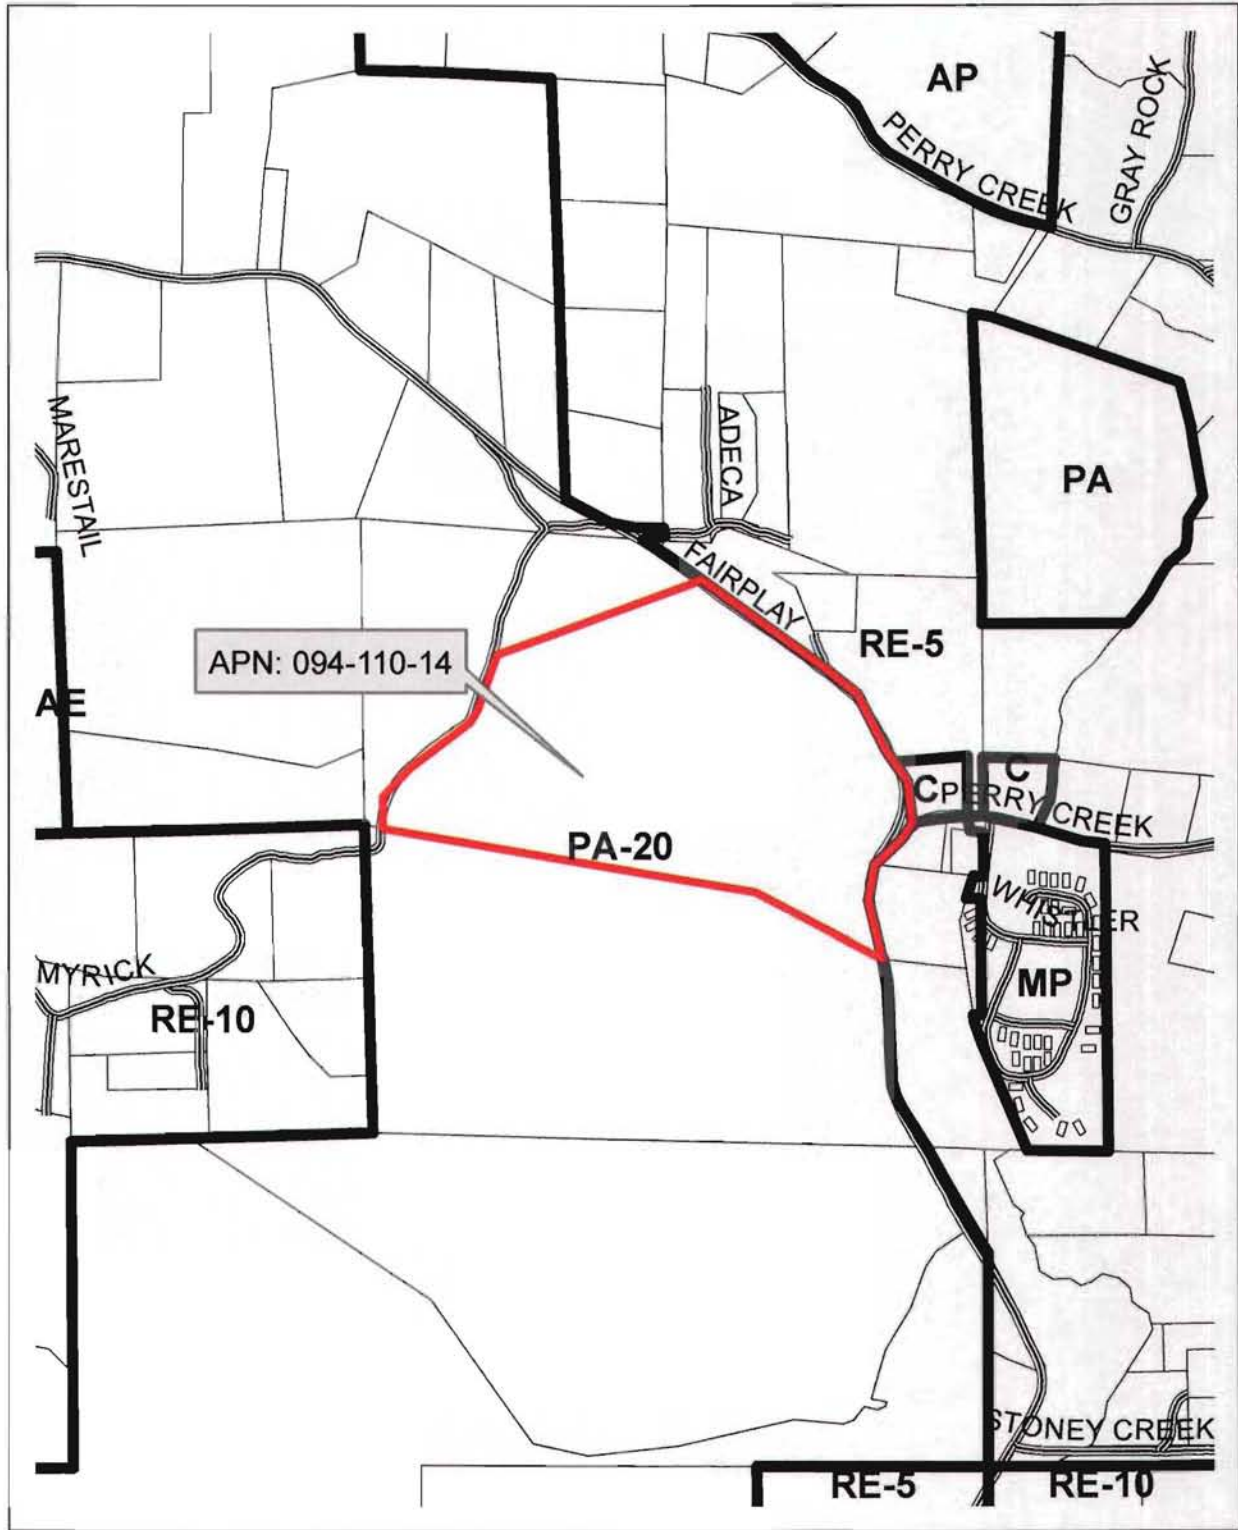 AP
PERRY CREEK
GRAY ROCK
MARESTAIL
ADECA
PA
FAIRPLAY
RE-5
APN: 094-110-14
AE
C
C
PERRY CREEK
PA-20
WHISTLER
MYRICK
MP
RE-10
STONEY CREEK
RE-5
RE-10